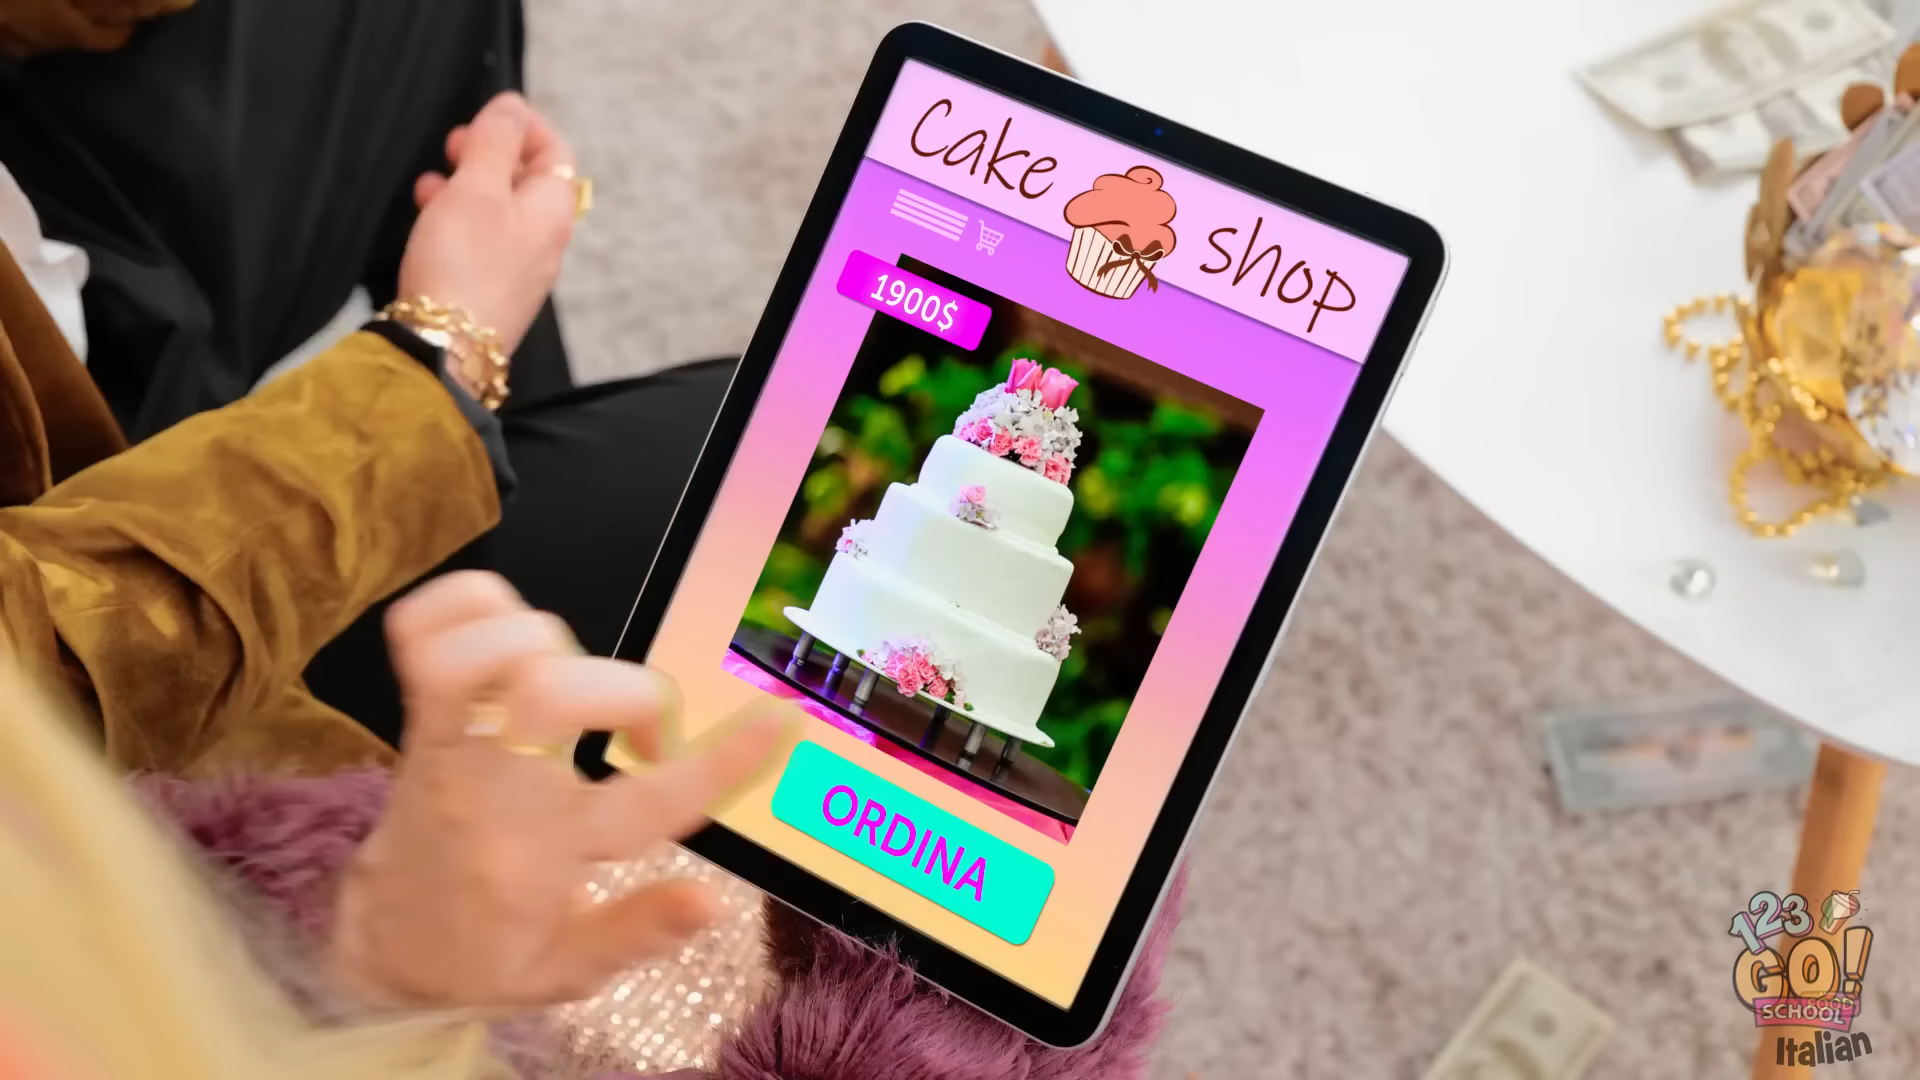 Cake shop
1900$
ORDINA
123
GO!
SCHOOL
Italian